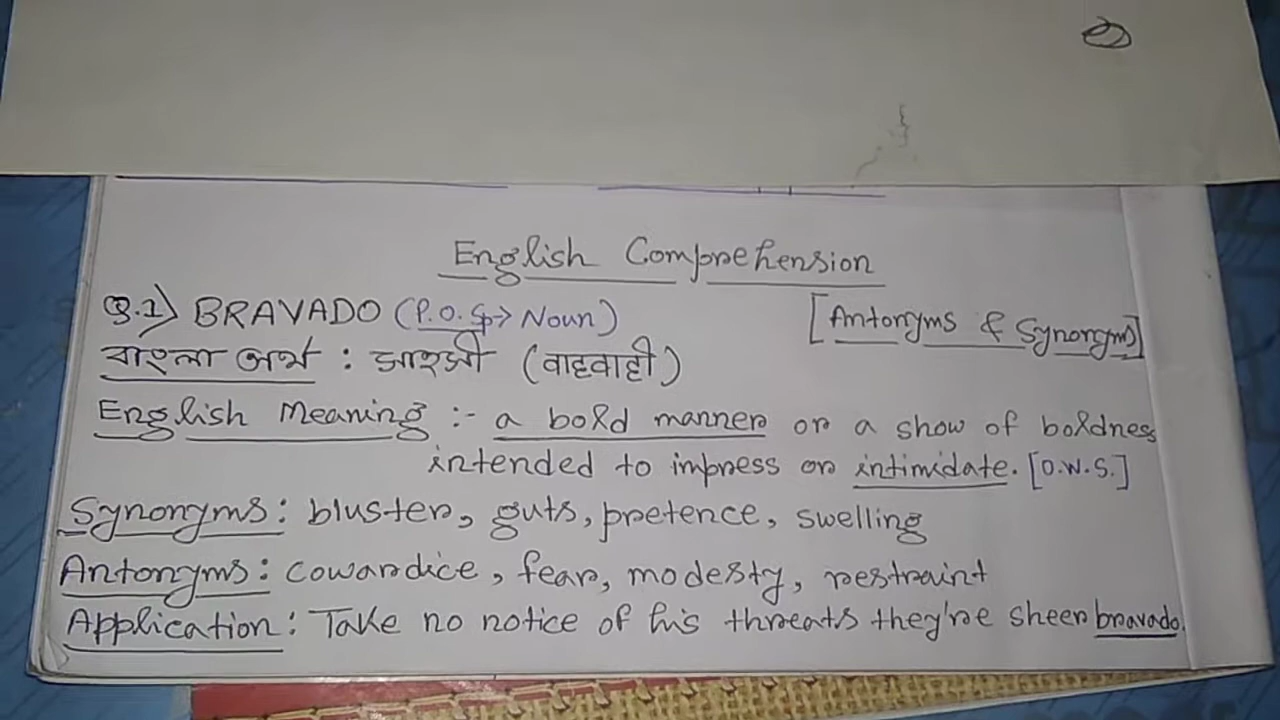 English Comprehension
Q.1) BRAVADO (P.O.Sp→ Noun)
[Antonyms & Synonyms]
বাংলা অর্থ : সাহসী (वाहवाही)
English Meaning :- a bold manner or a show of boldness
intended to impress or intimidate. [O.W.S.]
Synonyms: bluster, guts, pretence, swelling
Antonyms: cowardice, fear, modesty, restraint
Application: Take no notice of his threats they're sheer bravado.